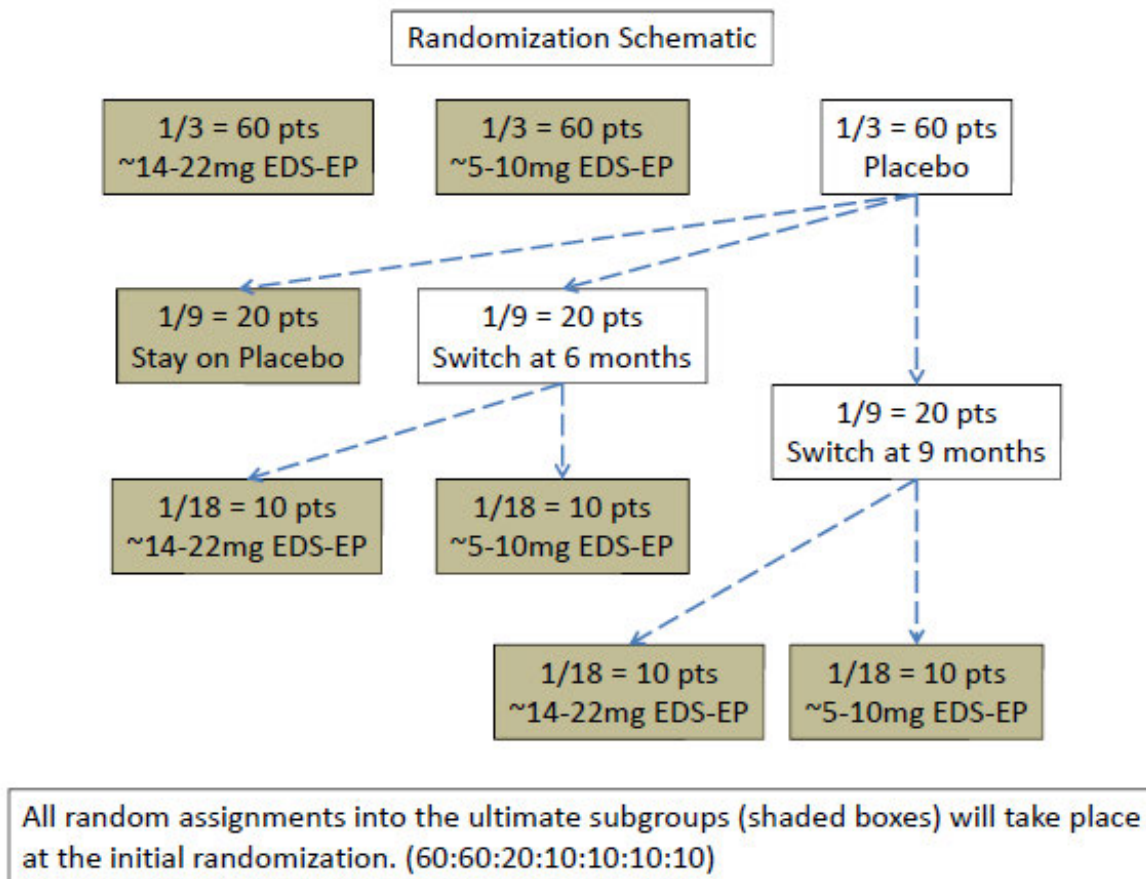 Randomization Schematic
1/3 = 60 pts
~14-22mg EDS-EP
1/3 = 60 pts
~5-10mg EDS-EP
1/3 = 60 pts
Placebo
1/9 = 20 pts
Stay on Placebo
1/9 = 20 pts
Switch at 6 months
1/9 = 20 pts
Switch at 9 months
1/18 = 10 pts
~14-22mg EDS-EP
1/18 = 10 pts
~5-10mg EDS-EP
1/18 = 10 pts
~14-22mg EDS-EP
1/18 = 10 pts
~5-10mg EDS-EP
All random assignments into the ultimate subgroups (shaded boxes) will take place
at the initial randomization. (60:60:20:10:10:10:10)